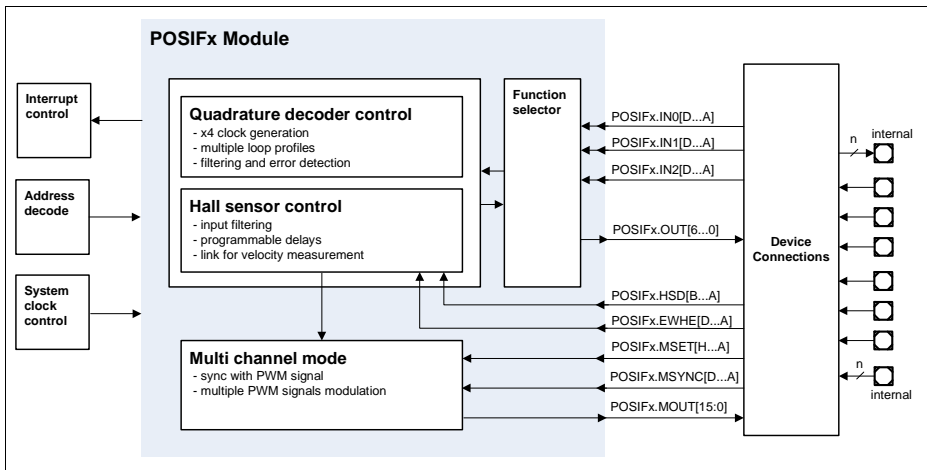 POSIFx Module
Interrupt
control
Address
decode
System
clock
control
Quadrature decoder control
- x4 clock generation
- multiple loop profiles
- filtering and error detection
Hall sensor control
- input filtering
- programmable delays
- link for velocity measurement
Function
selector
Multi channel mode
- sync with PWM signal
- multiple PWM signals modulation
POSIFx.IN0[D...A]
POSIFx.IN1[D...A]
POSIFx.IN2[D...A]
POSIFx.OUT[6...0]
POSIFx.HSD[B...A]
POSIFx.EWHE[D...A]
POSIFx.MSET[H...A]
POSIFx.MSYNC[D...A]
POSIFx.MOUT[15:0]
Device
Connections
n
internal
n
internal